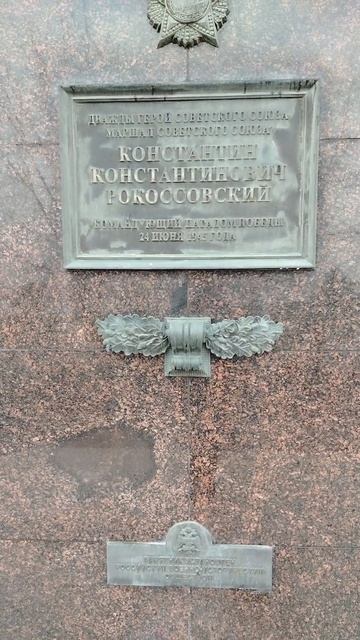 ДВАЖДЫ ГЕРОЙ СОВЕТСКОГО СОЮЗА
МАРШАЛ СОВЕТСКОГО СОЮЗА
КОНСТАНТИН
КОНСТАНТИНОВИЧ
РОКОССОВСКИЙ
КОМАНДУЮЩИЙ ПАРАДОМ ПОБЕДЫ
24 ИЮНЯ 1945 ГОДА